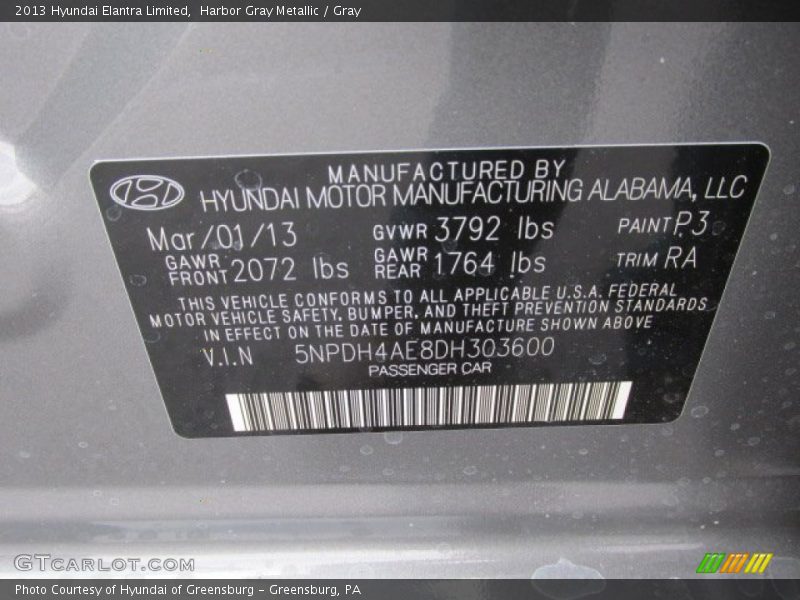 2013 Hyundai Elantra Limited,  Harbor Gray Metallic / Gray
MANUFACTURED BY
HYUNDAI MOTOR MANUFACTURING ALABAMA, LLC
Mar/01/13 GVWR 3792 lbs PAINT P3
GAWR FRONT 2072 lbs GAWR REAR 1764 lbs TRIM RA
THIS VEHICLE CONFORMS TO ALL APPLICABLE U.S.A. FEDERAL
MOTOR VEHICLE SAFETY, BUMPER, AND THEFT PREVENTION STANDARDS
IN EFFECT ON THE DATE OF MANUFACTURE SHOWN ABOVE
V.I.N 5NPDH4AE8DH303600
PASSENGER CAR
GTCARLOT.COM
Photo Courtesy of Hyundai of Greensburg – Greensburg, PA